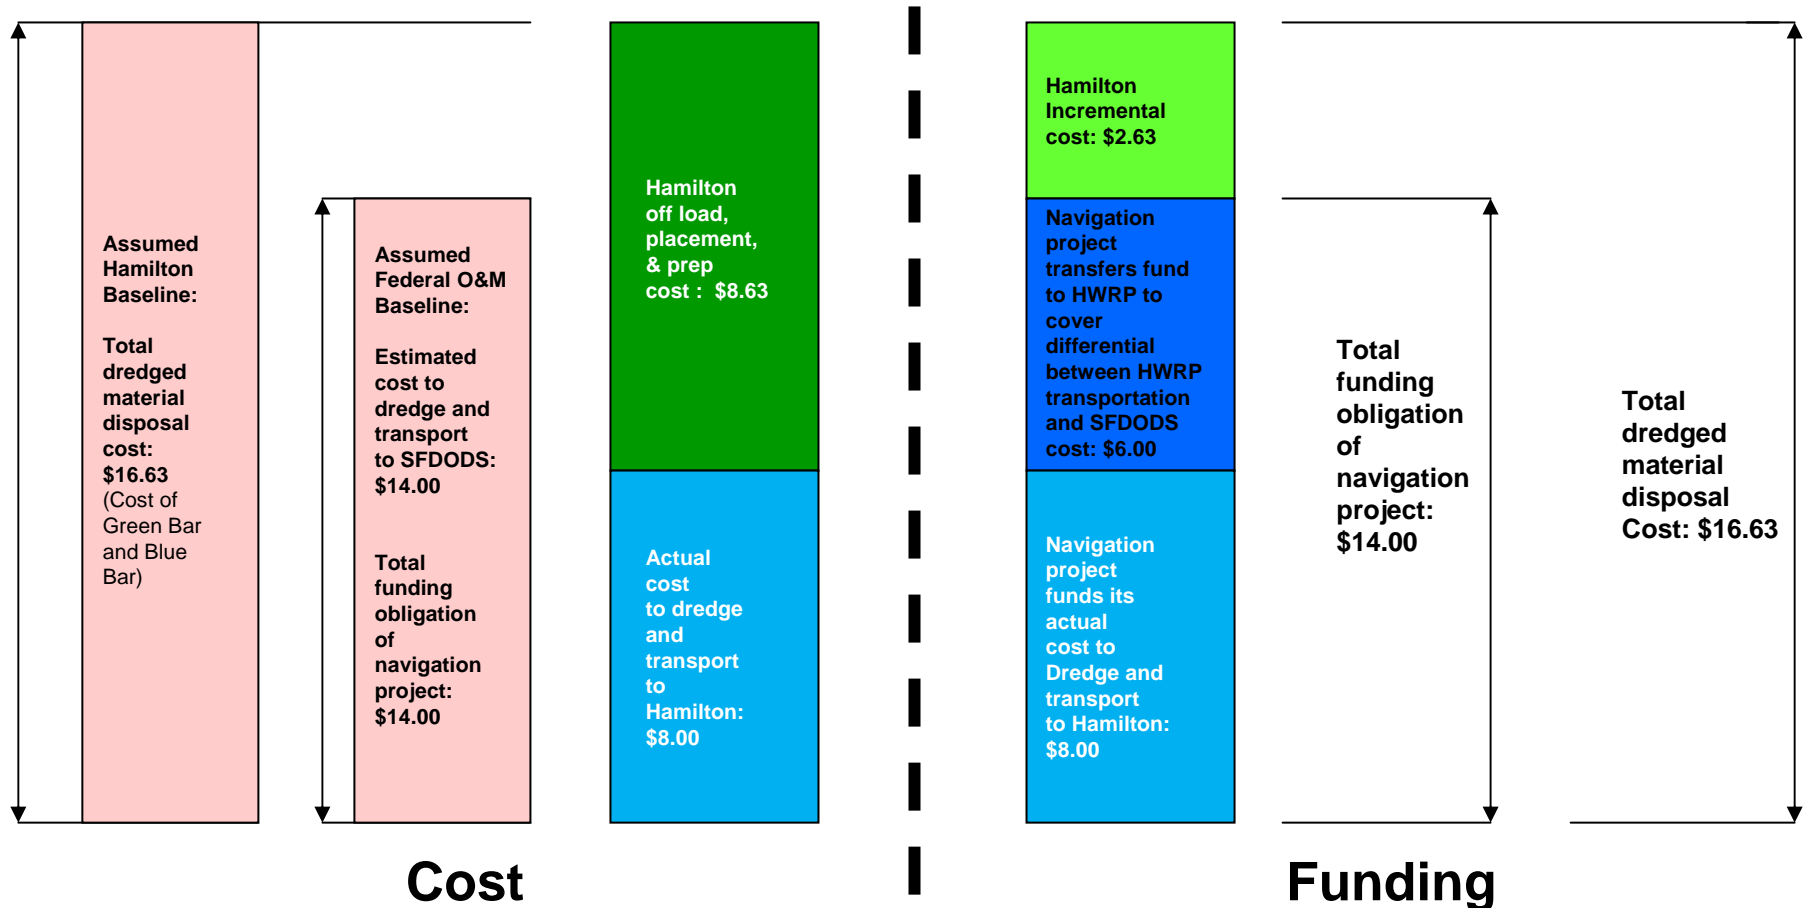 Assumed
Hamilton
Baseline:
Total
dredged
material
disposal
cost:
$16.63
(Cost of
Green Bar
and Blue
Bar)
Assumed
Federal O&M
Baseline:
Estimated
cost to
dredge and
transport
to SFDODS:
$14.00
Total
funding
obligation
of
navigation
project:
$14.00
Hamilton
off load,
placement,
& prep
cost :  $8.63
Actual
cost
to dredge
and
transport
to
Hamilton:
$8.00
Cost
Hamilton
Incremental
cost: $2.63
Navigation
project
transfers fund
to HWRP to
cover
differential
between HWRP
transportation
and SFDODS
cost: $6.00
Navigation
project
funds its
actual
cost to
Dredge and
transport
to Hamilton:
$8.00
Total
funding
obligation
of
navigation
project:
$14.00
Total
dredged
material
disposal
Cost: $16.63
Funding